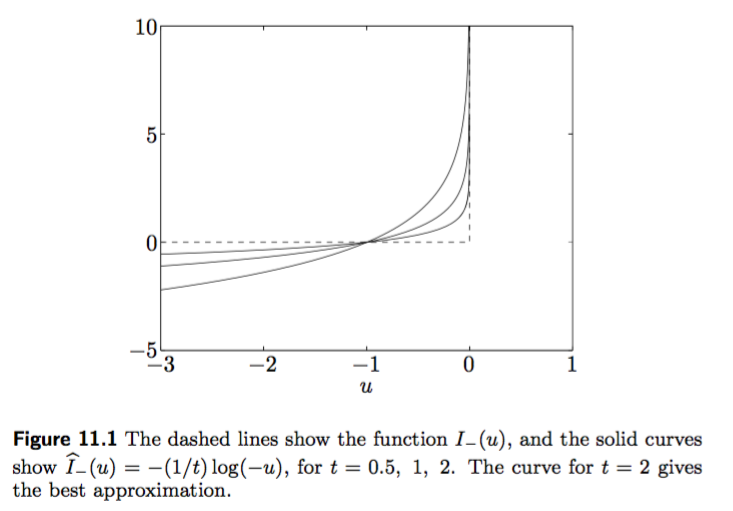 10
5
0
−5
−3 −2 −1 0 1
u
Figure 11.1 The dashed lines show the function I₋(u), and the solid curves
show Î₋(u) = −(1/t) log(−u), for t = 0.5, 1, 2. The curve for t = 2 gives
the best approximation.